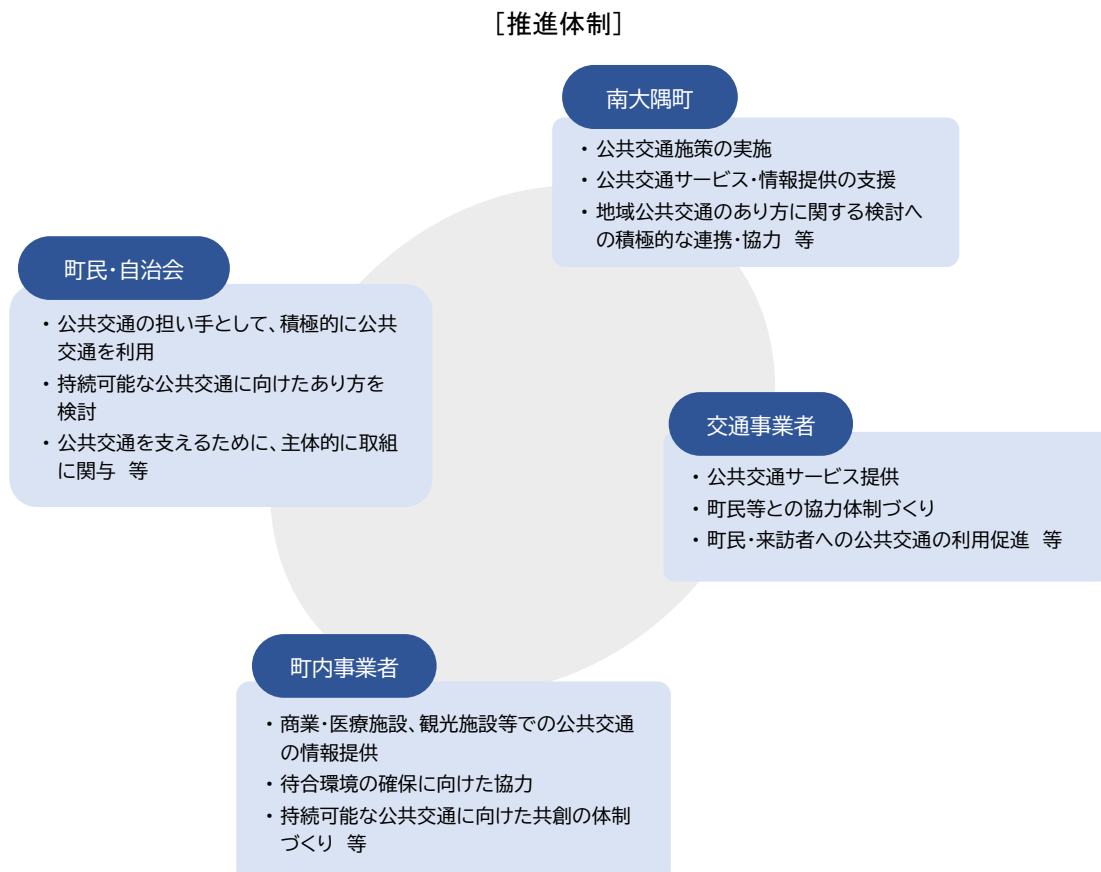 [推進体制]
南大隅町
・公共交通施策の実施
・公共交通サービス・情報提供の支援
・地域公共交通のあり方に関する検討へ
の積極的な連携・協力 等
町民・自治会
・公共交通の担い手として、積極的に公共
交通を利用
・持続可能な公共交通に向けたあり方を
検討
・公共交通を支えるために、主体的に取組
に関与 等
交通事業者
・公共交通サービス提供
・町民等との協力体制づくり
・町民・来訪者への公共交通の利用促進 等
町内事業者
・商業・医療施設、観光施設等での公共交通
の情報提供
・待合環境の確保に向けた協力
・持続可能な公共交通に向けた共創の体制
づくり 等